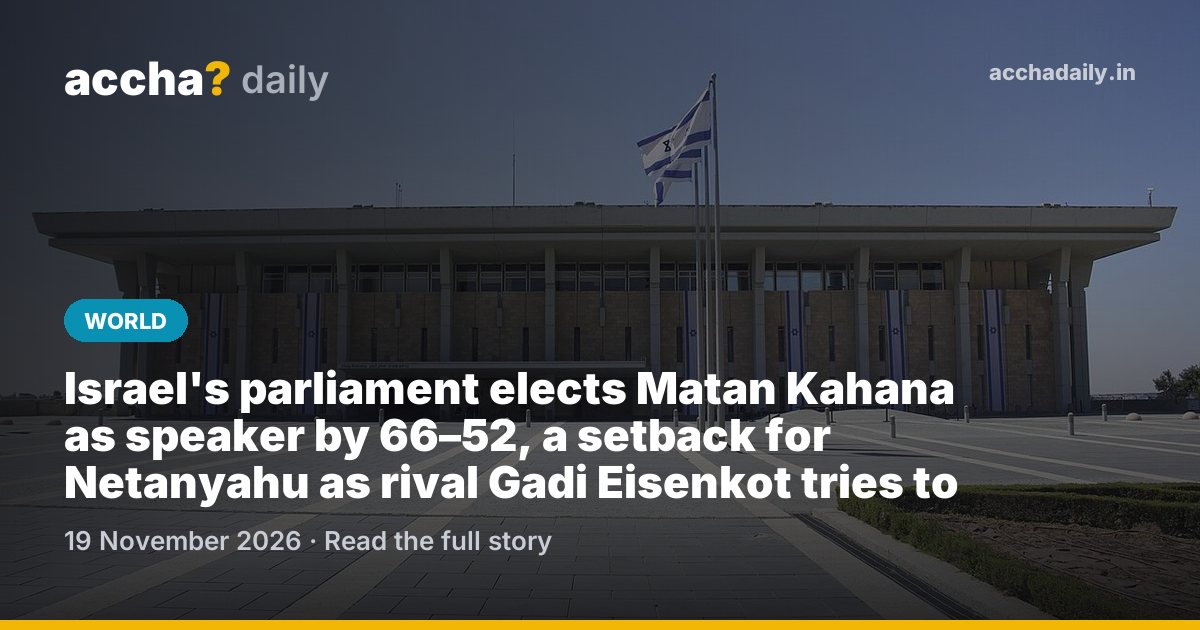 accha? daily
acchadaily.in
WORLD
Israel's parliament elects Matan Kahana
as speaker by 66–52, a setback for
Netanyahu as rival Gadi Eisenkot tries to
19 November 2026 · Read the full story